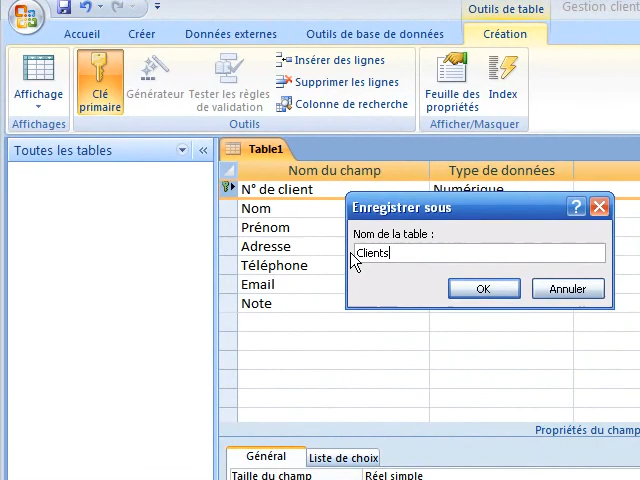 Outils de table
Gestion client
Accueil
Créer
Données externes
Outils de base de données
Création
Affichage
Clé primaire
Générateur
Tester les règles de validation
Insérer des lignes
Supprimer les lignes
Colonne de recherche
Feuille des propriétés
Index
Affichages
Outils
Afficher/Masquer
Toutes les tables
Table1
Nom du champ
Type de données
N° de client
Numérique
Nom
Prénom
Adresse
Téléphone
Email
Note
Enregistrer sous
Nom de la table :
Clients
OK
Annuler
Propriétés du champ
Général
Liste de choix
Taille du champ
Réel simple